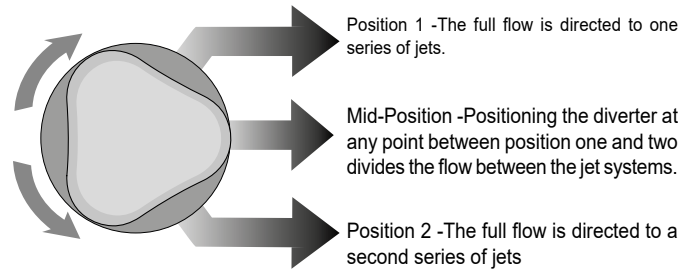 Position 1 -The full flow is directed to one
series of jets.
Mid-Position -Positioning the diverter at
any point between position one and two
divides the flow between the jet systems.
Position 2 -The full flow is directed to a
second series of jets